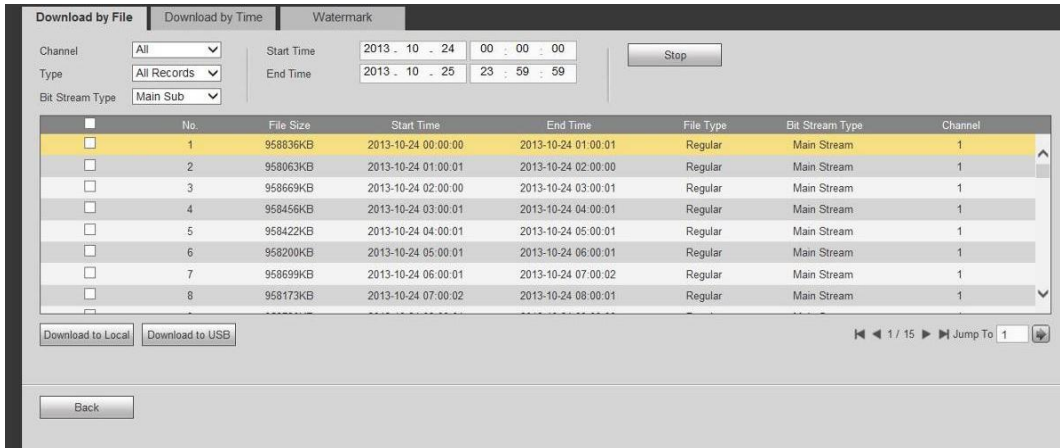 Download by File Download by Time Watermark
Channel All Start Time 2013 - 10 - 24 00 : 00 : 00 Stop
Type All Records End Time 2013 - 10 - 25 23 : 59 : 59
Bit Stream Type Main Sub
No. File Size Start Time End Time File Type Bit Stream Type Channel
1 958836KB 2013-10-24 00:00:00 2013-10-24 01:00:01 Regular Main Stream 1
2 958063KB 2013-10-24 01:00:01 2013-10-24 02:00:00 Regular Main Stream 1
3 958669KB 2013-10-24 02:00:00 2013-10-24 03:00:01 Regular Main Stream 1
4 958456KB 2013-10-24 03:00:01 2013-10-24 04:00:01 Regular Main Stream 1
5 958422KB 2013-10-24 04:00:01 2013-10-24 05:00:01 Regular Main Stream 1
6 958200KB 2013-10-24 05:00:01 2013-10-24 06:00:01 Regular Main Stream 1
7 958699KB 2013-10-24 06:00:01 2013-10-24 07:00:02 Regular Main Stream 1
8 958173KB 2013-10-24 07:00:02 2013-10-24 08:00:01 Regular Main Stream 1
Download to Local Download to USB 1 / 15 Jump To 1
Back